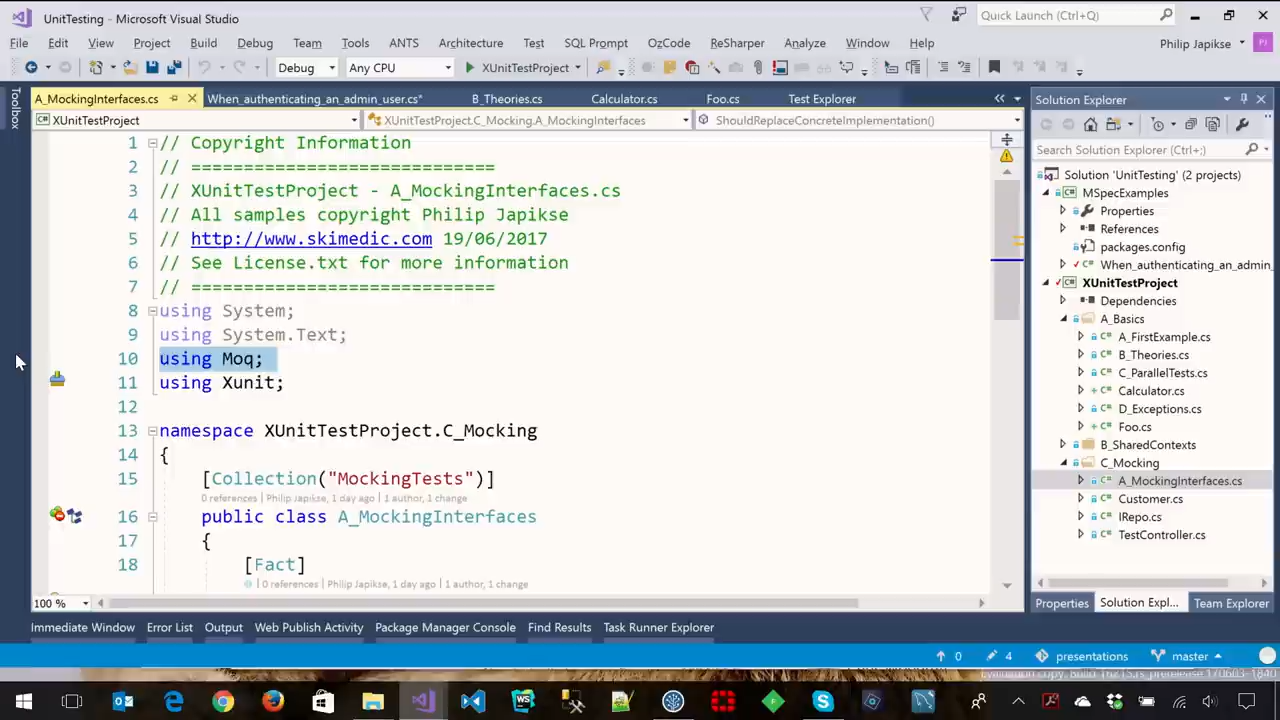 UnitTesting - Microsoft Visual Studio
Quick Launch (Ctrl+Q)
File Edit View Project Build Debug Team Tools ANTS Architecture Test SQL Prompt OzCode ReSharper Analyze Window Help Philip Japikse PJ
Debug Any CPU XUnitTestProject
Toolbox
A_MockingInterfaces.cs When_authenticating_an_admin_user.cs* B_Theories.cs Calculator.cs Foo.cs Test Explorer
XUnitTestProject XUnitTestProject.C_Mocking.A_MockingInterfaces ShouldReplaceConcreteImplementation()
1 // Copyright Information
2 // =============================
3 // XUnitTestProject - A_MockingInterfaces.cs
4 // All samples copyright Philip Japikse
5 // http://www.skimedic.com 19/06/2017
6 // See License.txt for more information
7 // =============================
8 using System;
9 using System.Text;
10 using Moq;
11 using Xunit;
12
13 namespace XUnitTestProject.C_Mocking
14 {
15 [Collection("MockingTests")]
0 references | Philip Japikse, 1 day ago | 1 author, 1 change
16 public class A_MockingInterfaces
17 {
18 [Fact]
0 references | Philip Japikse, 1 day ago | 1 author, 1 change
100 %
Solution Explorer
Search Solution Explorer (Ctrl+;)
Solution 'UnitTesting' (2 projects)
MSpecExamples
Properties
References
packages.config
When_authenticating_an_admin_
XUnitTestProject
Dependencies
A_Basics
A_FirstExample.cs
B_Theories.cs
C_ParallelTests.cs
Calculator.cs
D_Exceptions.cs
Foo.cs
B_SharedContexts
C_Mocking
A_MockingInterfaces.cs
Customer.cs
IRepo.cs
TestController.cs
Properties Solution Expl... Team Explorer
Immediate Window Error List Output Web Publish Activity Package Manager Console Find Results Task Runner Explorer
0 4 presentations master